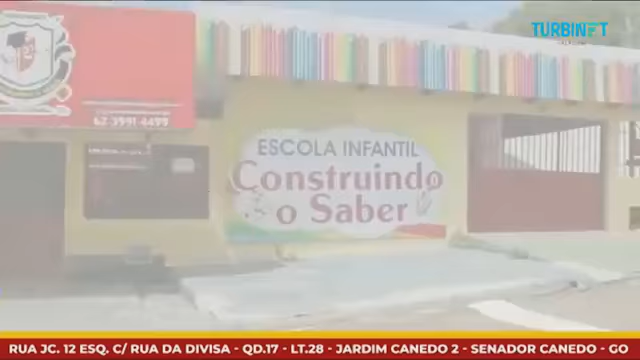 TURBINET
62 3991-4499
ESCOLA INFANTIL
Construindo
o Saber
RUA JC. 12 ESQ. C/ RUA DA DIVISA - QD.17 - LT.28 - JARDIM CANEDO 2 - SENADOR CANEDO - GO